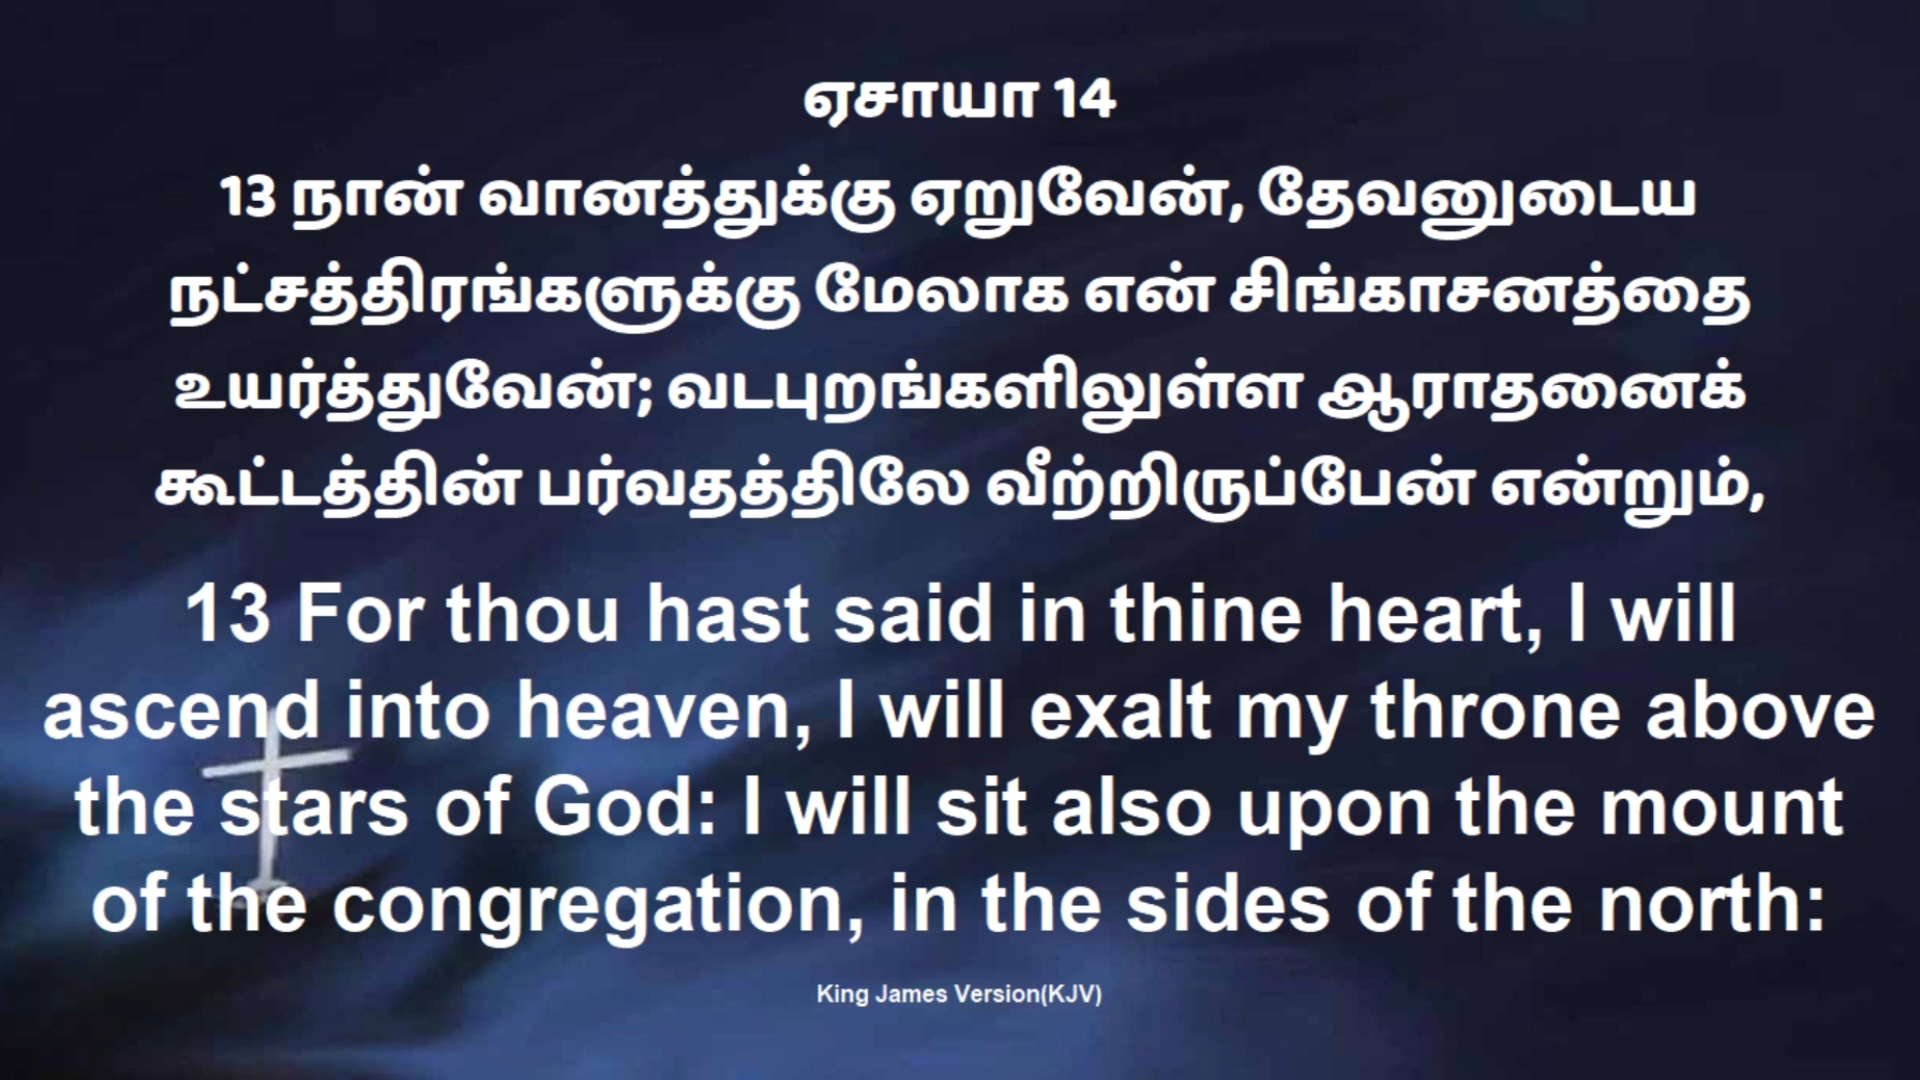 ஏசாயா 14
13 நான் வானத்துக்கு ஏறுவேன், தேவனுடைய
நட்சத்திரங்களுக்கு மேலாக என் சிங்காசனத்தை
உயர்த்துவேன்; வடபுறங்களிலுள்ள ஆராதனைக்
கூட்டத்தின் பர்வதத்திலே வீற்றிருப்பேன் என்றும்,
13 For thou hast said in thine heart, I will
ascend into heaven, I will exalt my throne above
the stars of God: I will sit also upon the mount
of the congregation, in the sides of the north:
King James Version(KJV)